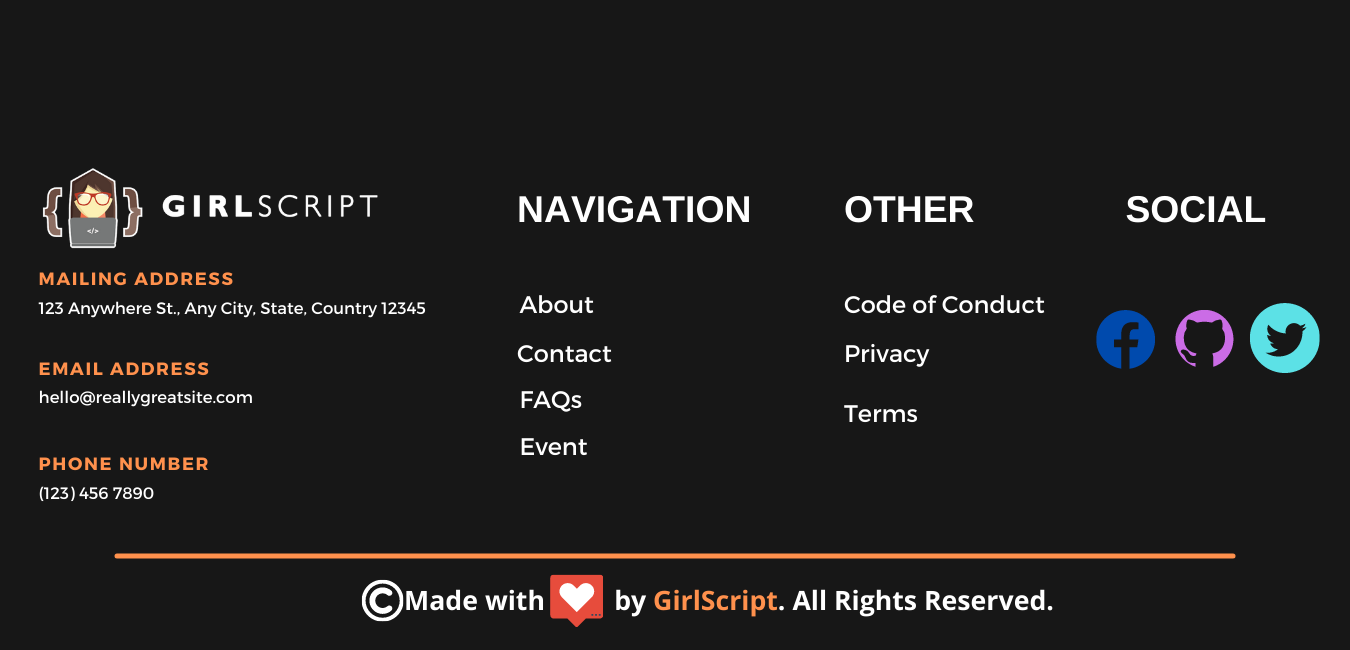 </>
GIRLSCRIPT
MAILING ADDRESS
123 Anywhere St., Any City, State, Country 12345
EMAIL ADDRESS
hello@reallygreatsite.com
PHONE NUMBER
(123) 456 7890
NAVIGATION
About
Contact
FAQs
Event
OTHER
Code of Conduct
Privacy
Terms
SOCIAL
©Made with by GirlScript. All Rights Reserved.